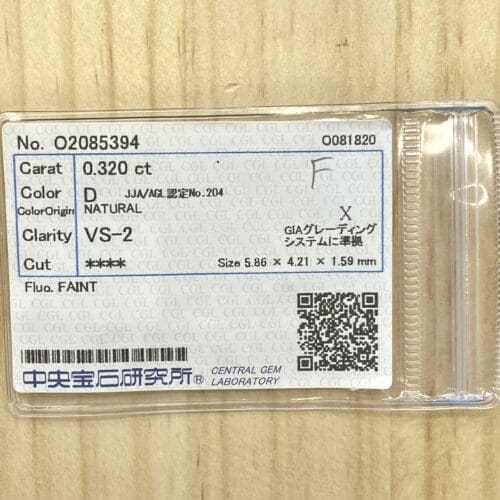 No. O2085394 O081820
Carat 0.320 ct F
Color D JJA/AGL認定No.204
ColorOrigin NATURAL
X
Clarity VS-2 GIAグレーディング
システムに準拠
Cut **** Size 5.86 × 4.21 × 1.59 mm
Fluo. FAINT
中央宝石研究所® CENTRAL GEM
LABORATORY